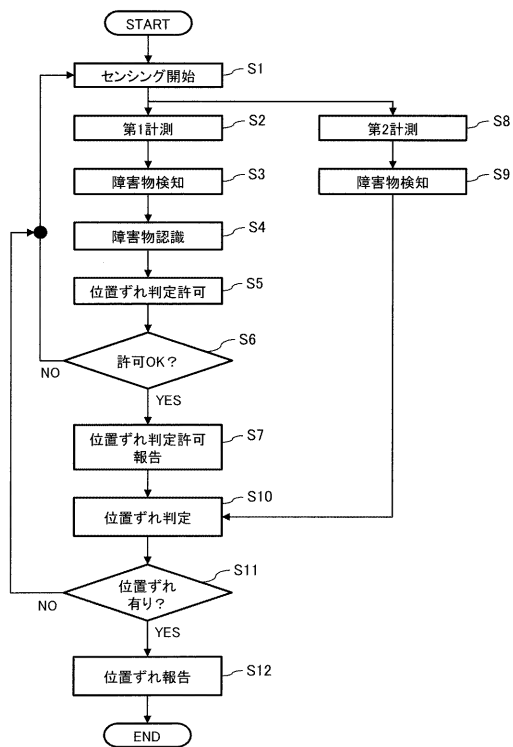 START
センシング開始
S1
第1計測
S2
第2計測
S8
障害物検知
S3
障害物検知
S9
障害物認識
S4
位置ずれ判定許可
S5
許可OK?
S6
NO
YES
位置ずれ判定許可
報告
S7
位置ずれ判定
S10
位置ずれ
有り?
S11
NO
YES
位置ずれ報告
S12
END